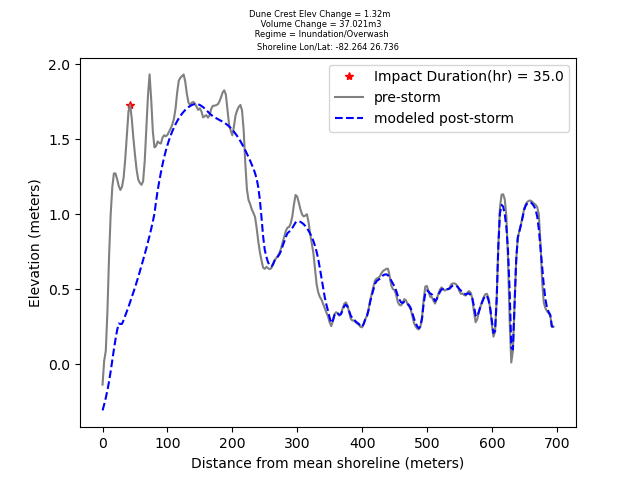 Dune Crest Elev Change = 1.32m
Volume Change = 37.021m3
Regime = Inundation/Overwash
Shoreline Lon/Lat: -82.264 26.736
Impact Duration(hr) = 35.0
pre-storm
modeled post-storm
Elevation (meters)
2.0
1.5
1.0
0.5
0.0
0 100 200 300 400 500 600 700
Distance from mean shoreline (meters)